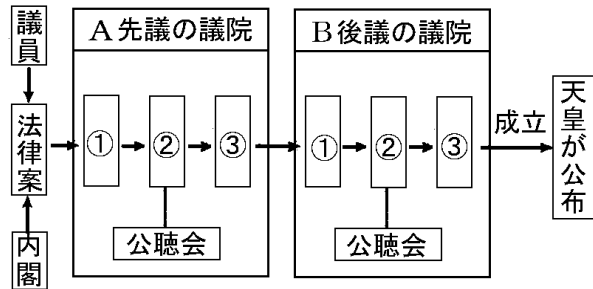 議員
法律案
内閣
A先議の議院
①
②
③
公聴会
B後議の議院
①
②
③
公聴会
成立
天皇が公布